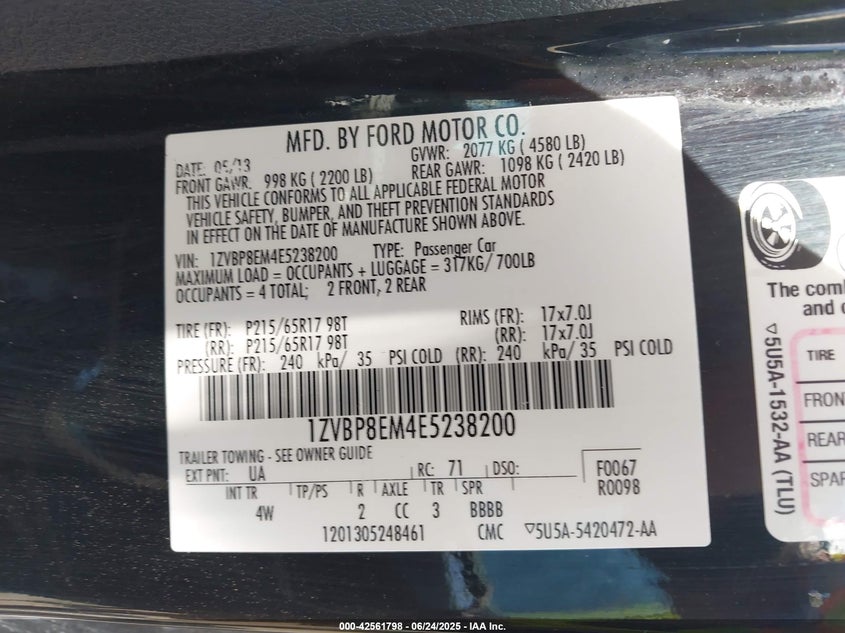 MFD. BY FORD MOTOR CO.
DATE: 05/13
GVWR: 2077 KG ( 4580 LB)
FRONT GAWR: 998 KG ( 2200 LB)
REAR GAWR: 1098 KG ( 2420 LB)
THIS VEHICLE CONFORMS TO ALL APPLICABLE FEDERAL MOTOR
VEHICLE SAFETY, BUMPER, AND THEFT PREVENTION STANDARDS
IN EFFECT ON THE DATE OF MANUFACTURE SHOWN ABOVE.
VIN: 1ZVBP8EM4E5238200 TYPE: Passenger Car
MAXIMUM LOAD = OCCUPANTS + LUGGAGE = 317KG/ 700LB
OCCUPANTS = 4 TOTAL; 2 FRONT, 2 REAR
TIRE (FR): P215/65R17 98T RIMS (FR): 17x7.0J
(RR): P215/65R17 98T (RR): 17x7.0J
PRESSURE (FR): 240 kPa/ 35 PSI COLD (RR): 240 kPa/ 35 PSI COLD
1ZVBP8EM4E5238200
TRAILER TOWING - SEE OWNER GUIDE
EXT PNT: UA RC: 71 DSO: F0067
R0098
INT TR TP/PS R AXLE TR SPR
4W 2 CC 3 BBBB
1201305248461 CMC ▽5U5A-5420472-AA
The com
and
▽5U5A-1532-AA (TLU)
TIRE
FRON
REAR
SPAR
000-42561798 - 06/24/2025 - IAA Inc.